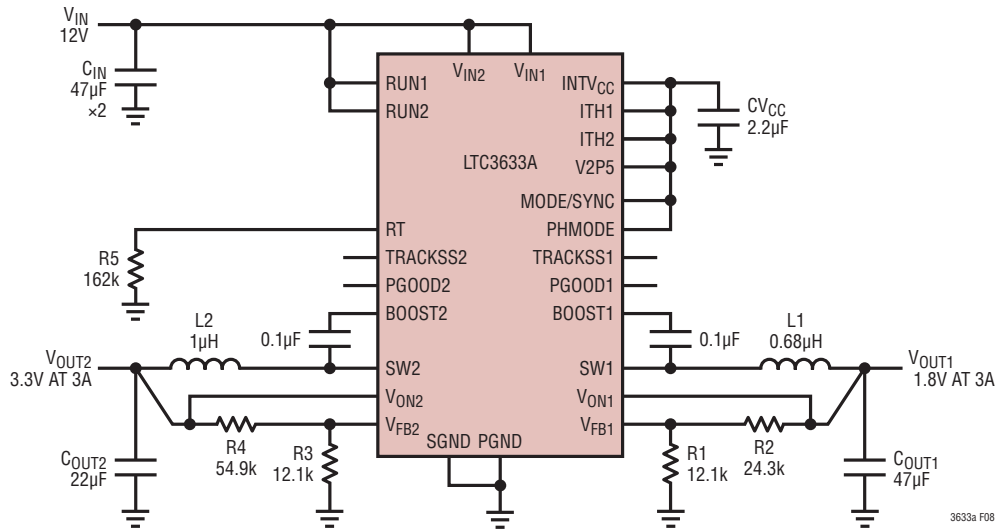 VIN
12V
CIN
47µF
×2
RUN1
RUN2
VIN2
VIN1
INTVCC
ITH1
ITH2
V2P5
MODE/SYNC
PHMODE
CVCC
2.2µF
LTC3633A
RT
R5
162k
TRACKSS2
PGOOD2
BOOST2
TRACKSS1
PGOOD1
BOOST1
L2
1µH
0.1µF
0.1µF
L1
0.68µH
VOUT2
3.3V AT 3A
SW2
SW1
VOUT1
1.8V AT 3A
VON2
VFB2
VON1
VFB1
SGND PGND
R4
54.9k
R3
12.1k
R1
12.1k
R2
24.3k
COUT2
22µF
COUT1
47µF
3633a F08